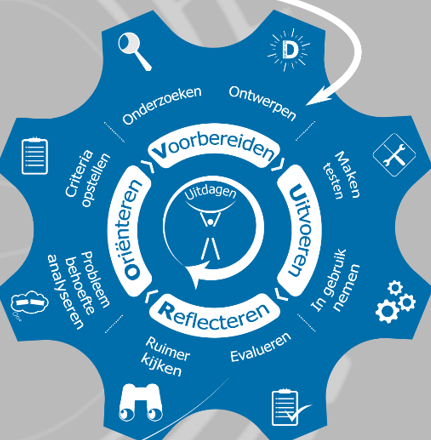 Onderzoeken
Ontwerpen
D
Criteria
opstellen
Maken
testen
Voorbereiden
Uitdagen
Oriënteren
Uitvoeren
Reflecteren
Probleem
behoefte
analyseren
In gebruik
nemen
Ruimer
kijken
Evalueren